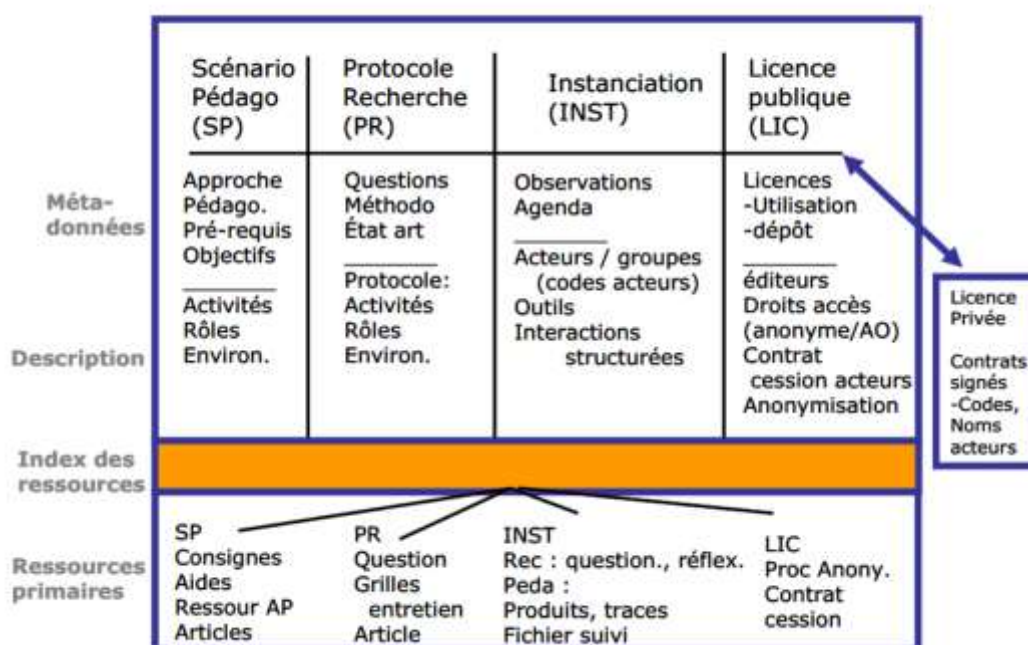 Scénario
Pédago
(SP)
Protocole
Recherche
(PR)
Instanciation
(INST)
Licence
publique
(LIC)
Méta-
données
Approche
Pédago.
Pré-requis
Objectifs
Questions
Méthodo
État art
Observations
Agenda
Licences
-Utilisation
-dépôt
Description
Activités
Rôles
Environ.
Protocole:
Activités
Rôles
Environ.
Acteurs / groupes
(codes acteurs)
Outils
Interactions
structurées
éditeurs
Droits accès
(anonyme/AO)
Contrat
cession acteurs
Anonymisation
Licence
Privée
Contrats
signés
-Codes,
Noms
acteurs
Index des
ressources
Ressources
primaires
SP
Consignes
Aides
Ressour AP
Articles
PR
Question
Grilles
entretien
Article
INST
Rec : question., réflex.
Peda :
Produits, traces
Fichier suivi
LIC
Proc Anony.
Contrat
cession